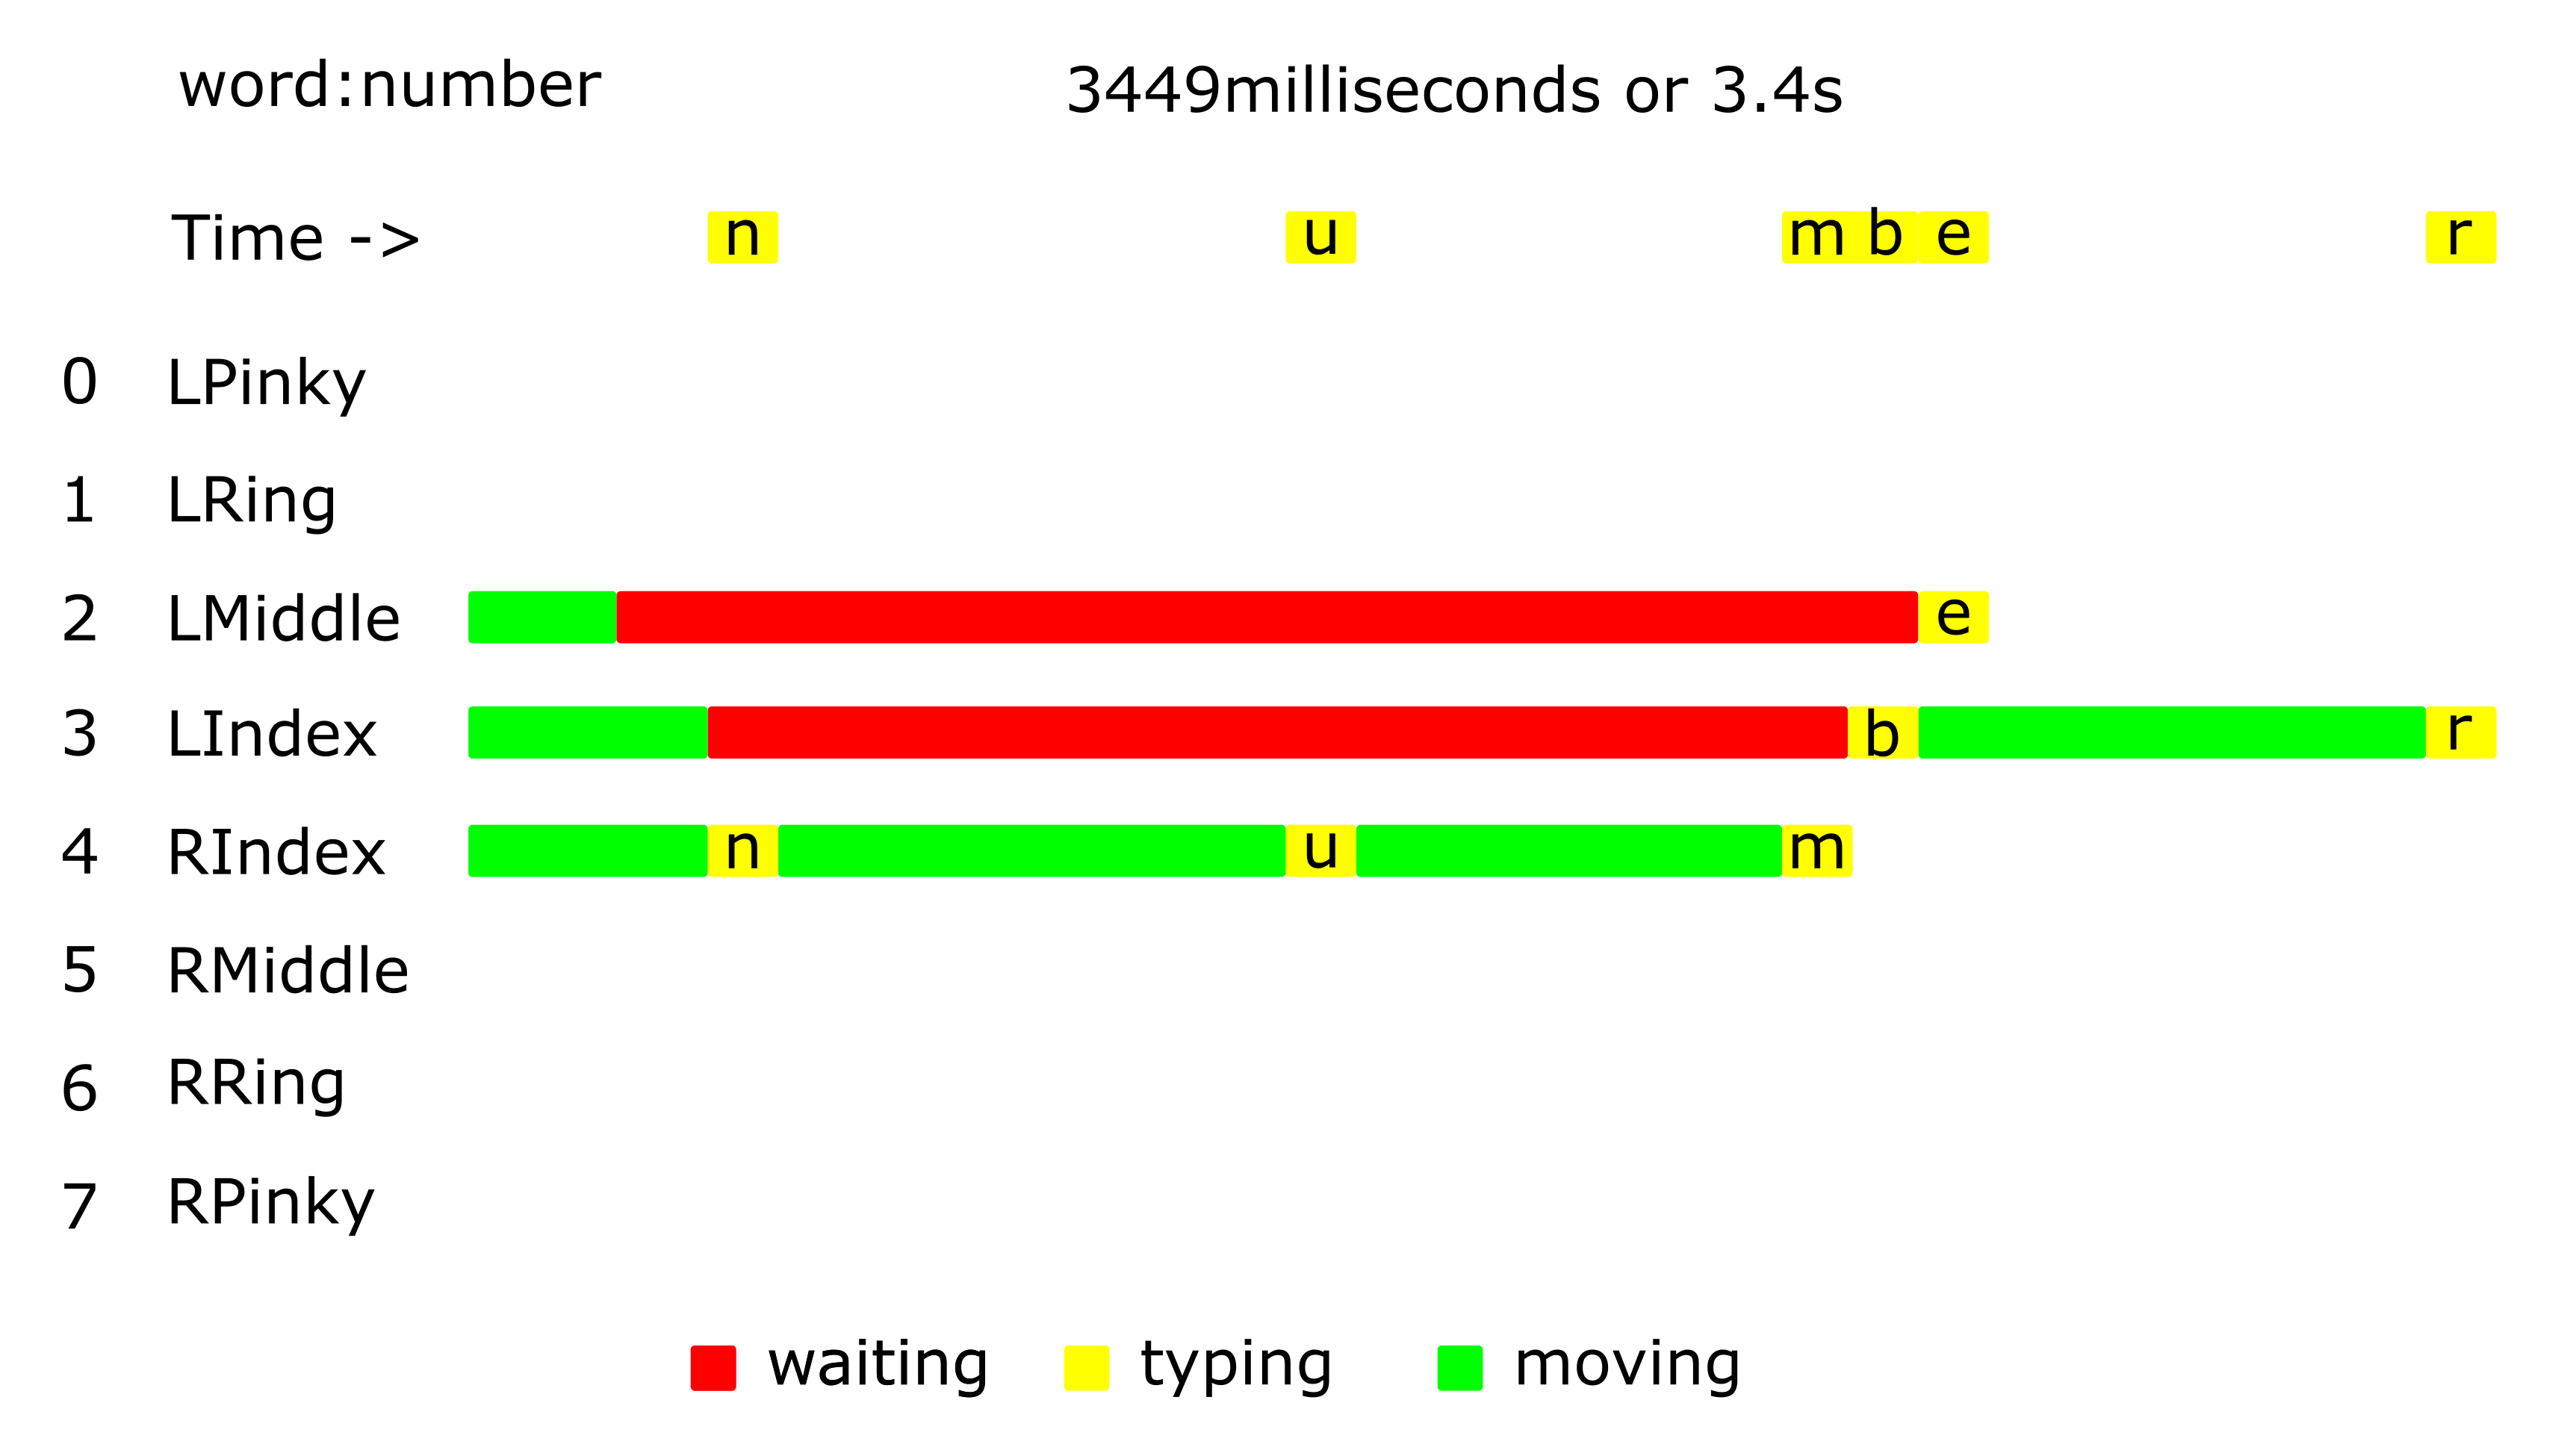 word:number 3449milliseconds or 3.4s
Time -> n u m b e r
0 LPinky
1 LRing
2 LMiddle e
3 LIndex b r
4 RIndex n u m
5 RMiddle
6 RRing
7 RPinky
waiting typing moving